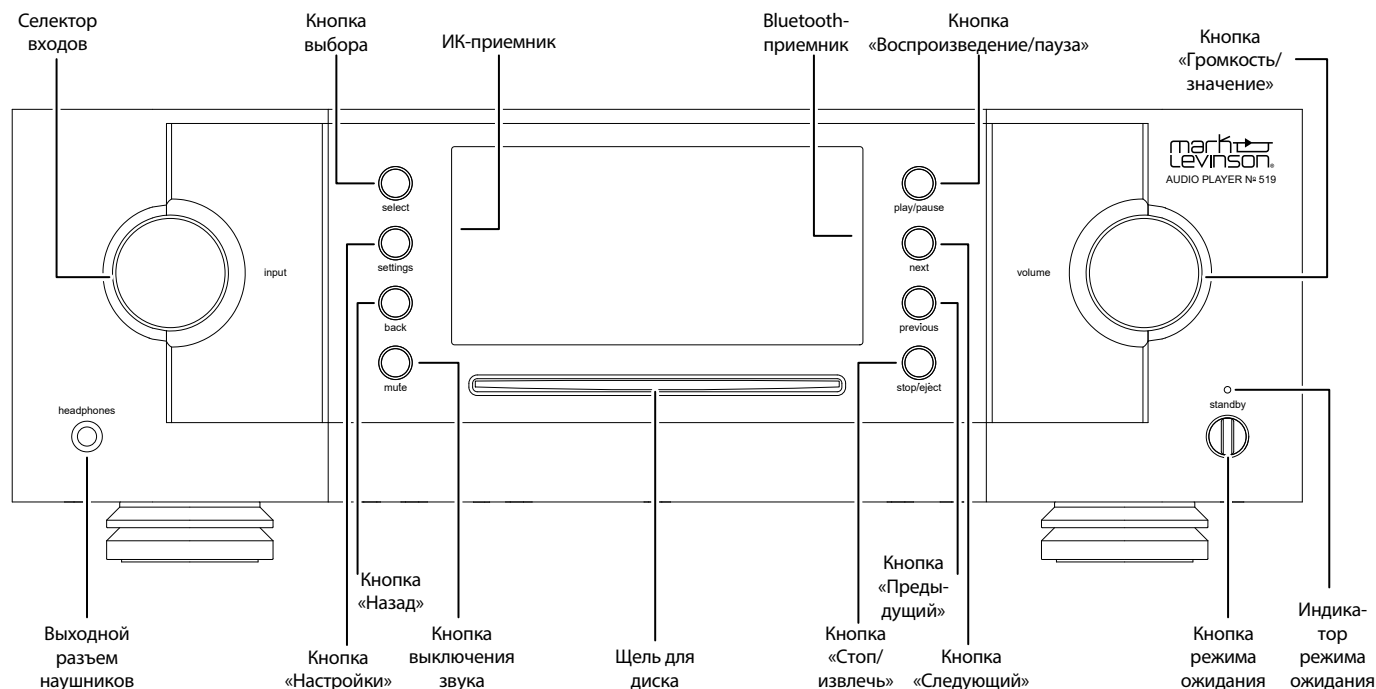 Селектор
входов
Кнопка
выбора
ИК-приемник
Bluetooth-
приемник
Кнопка
«Воспроизведение/пауза»
Кнопка
«Громкость/
значение»
mark
Levinson®
AUDIO PLAYER № 519
select
settings
back
mute
input
play/pause
next
previous
stop/eject
volume
headphones
standby
Кнопка
«Назад»
Кнопка
«Преды-
дущий»
Выходной
разъем
наушников
Кнопка
«Настройки»
Кнопка
выключения
звука
Щель для
диска
Кнопка
«Стоп/
извлечь»
Кнопка
«Следующий»
Кнопка
режима
ожидания
Индика-
тор
режима
ожидания